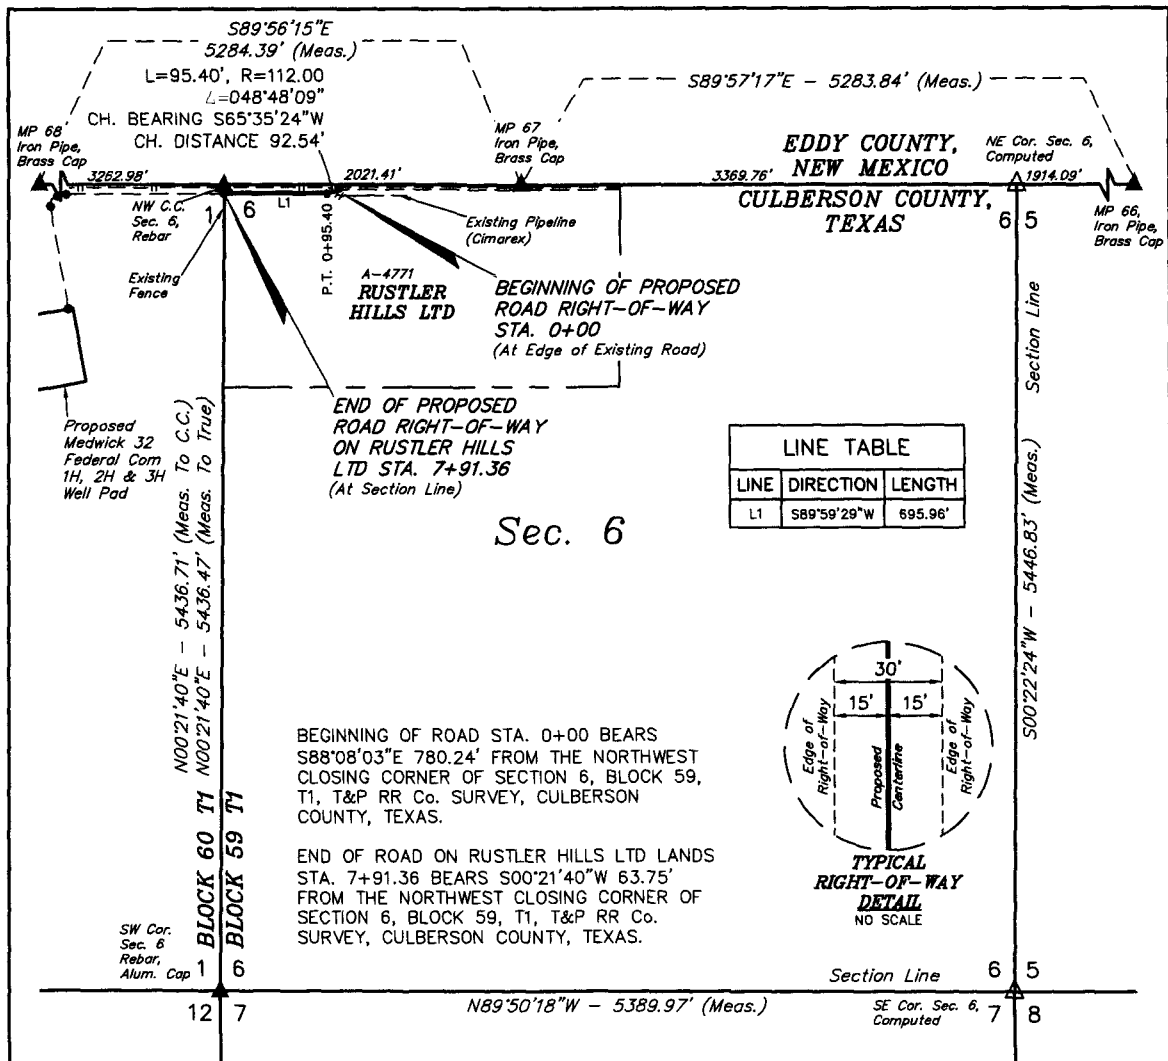 S89°56'15"E
5284.39' (Meas.)
L=95.40', R=112.00
∠=048°48'09"
CH. BEARING S65°35'24"W
CH. DISTANCE 92.54'
S89°57'17"E - 5283.84' (Meas.)
MP 68
Iron Pipe,
Brass Cap
MP 67
Iron Pipe,
Brass Cap
EDDY COUNTY,
NEW MEXICO
NE Cor. Sec. 6,
Computed
3262.98'
2021.41'
3369.76'
1914.09'
CULBERSON COUNTY,
TEXAS
NW C.C.
Sec. 6,
Rebar
1 6
L1
P.T. 0+95.40
Existing Pipeline
(Cimarex)
6 5
MP 66,
Iron Pipe,
Brass Cap
Existing
Fence
A-4771
RUSTLER
HILLS LTD
BEGINNING OF PROPOSED
ROAD RIGHT-OF-WAY
STA. 0+00
(At Edge of Existing Road)
Section Line
END OF PROPOSED
ROAD RIGHT-OF-WAY
ON RUSTLER HILLS
LTD STA. 7+91.36
(At Section Line)
Proposed
Medwick 32
Federal Com
1H, 2H & 3H
Well Pad
N00°21'40"E - 5436.71' (Meas. To C.C.)
N00°21'40"E - 5436.47' (Meas. To True)
LINE TABLE
LINE DIRECTION LENGTH
L1 S89°59'29"W 695.96'
Sec. 6
S00°22'24"W - 5446.83' (Meas.)
30'
15' 15'
Edge of
Right-of-Way
Proposed
Centerline
Edge of
Right-of-Way
TYPICAL
RIGHT-OF-WAY
DETAIL
NO SCALE
BEGINNING OF ROAD STA. 0+00 BEARS
S88°08'03"E 780.24' FROM THE NORTHWEST
CLOSING CORNER OF SECTION 6, BLOCK 59,
T1, T&P RR Co. SURVEY, CULBERSON
COUNTY, TEXAS.
END OF ROAD ON RUSTLER HILLS LTD LANDS
STA. 7+91.36 BEARS S00°21'40"W 63.75'
FROM THE NORTHWEST CLOSING CORNER OF
SECTION 6, BLOCK 59, T1, T&P RR Co.
SURVEY, CULBERSON COUNTY, TEXAS.
BLOCK 60 T1
BLOCK 59 T1
SW Cor.
Sec. 6
Rebar,
Alum. Cap
1 6
12 7
N89°50'18"W - 5389.97' (Meas.)
Section Line
6 5
SE Cor. Sec. 6,
Computed
7 8